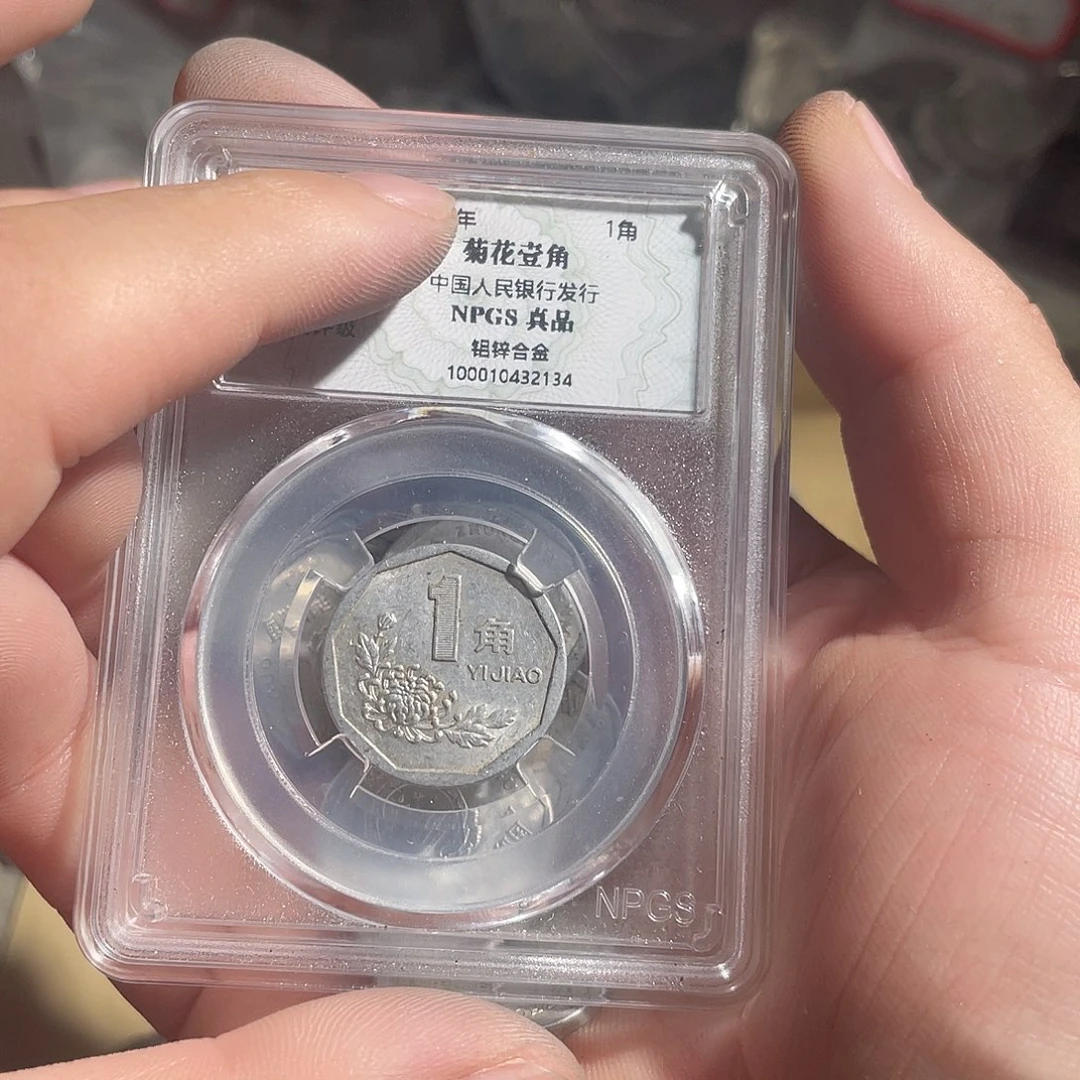 年
1角
菊花壹角
中国人民银行发行
NPGS 真品
铝锌合金
100010432134
1
角
YIJIAO
NPGS